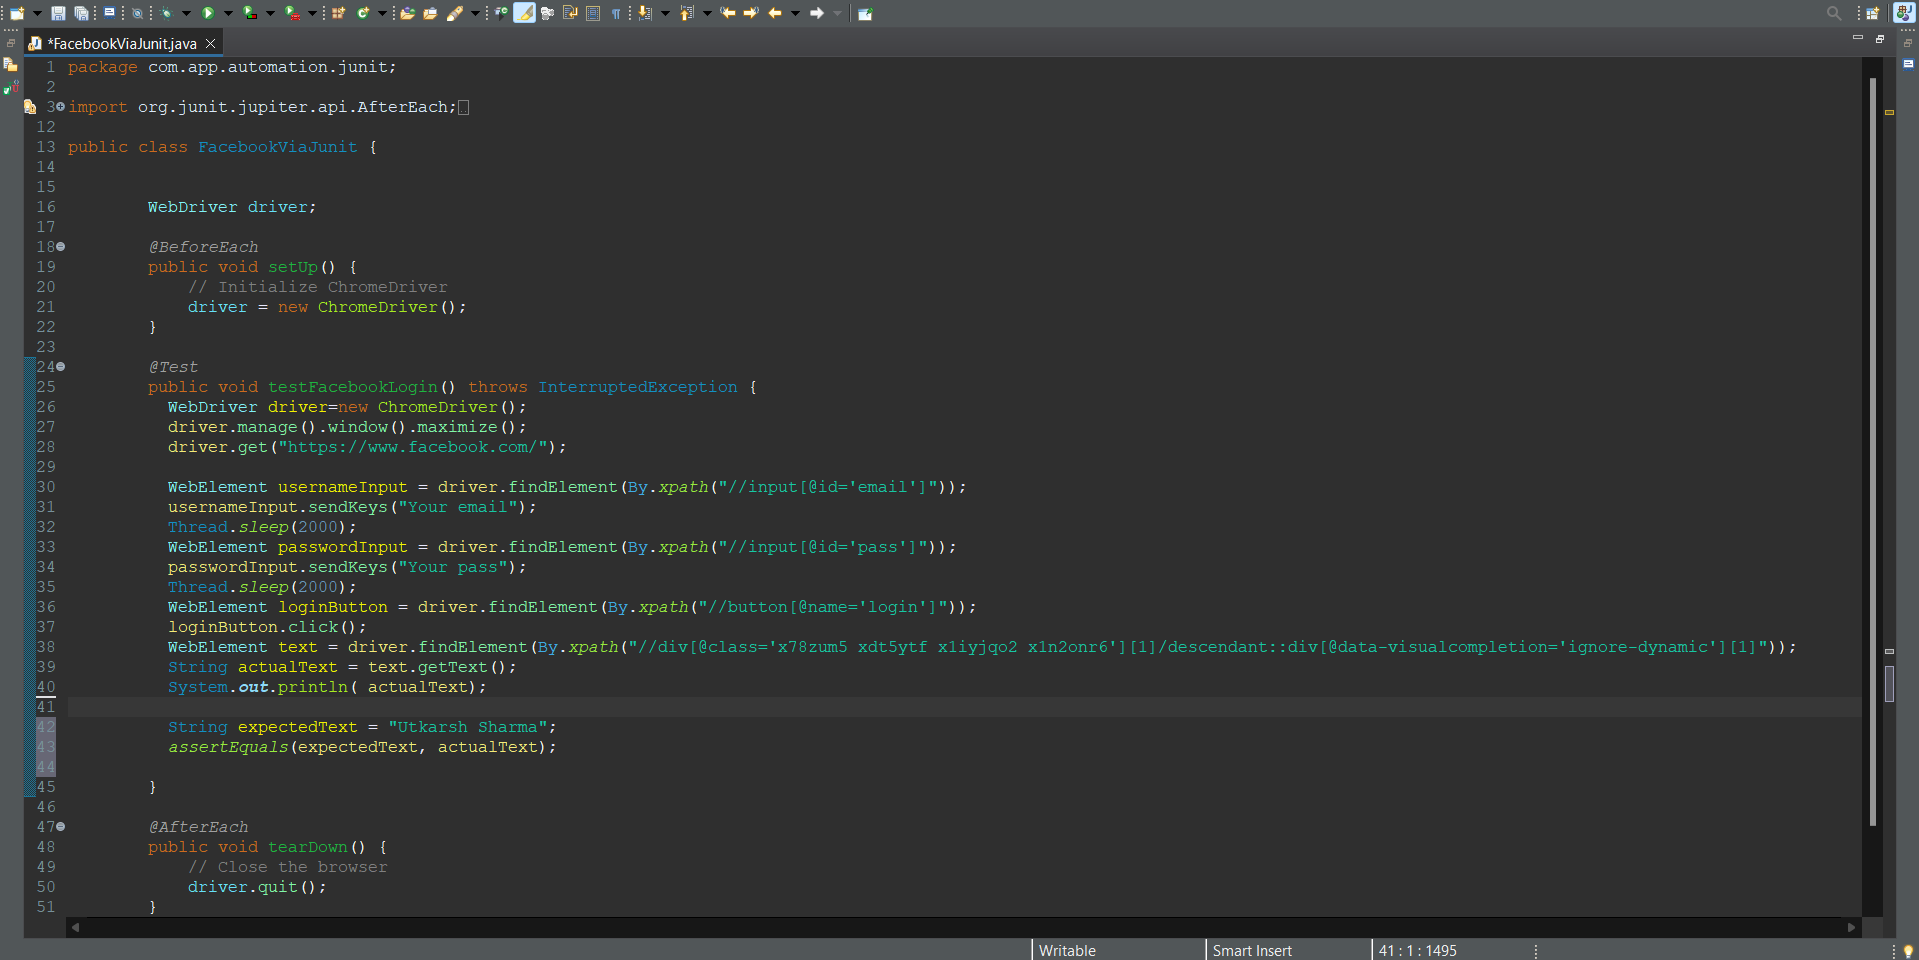 *FacebookViaJunit.java
1 package com.app.automation.junit;
2
3 import org.junit.jupiter.api.AfterEach;
12
13 public class FacebookViaJunit {
14
15
16 WebDriver driver;
17
18 @BeforeEach
19 public void setUp() {
20 // Initialize ChromeDriver
21 driver = new ChromeDriver();
22 }
23
24 @Test
25 public void testFacebookLogin() throws InterruptedException {
26 WebDriver driver=new ChromeDriver();
27 driver.manage().window().maximize();
28 driver.get("https://www.facebook.com/");
29
30 WebElement usernameInput = driver.findElement(By.xpath("//input[@id='email']"));
31 usernameInput.sendKeys("Your email");
32 Thread.sleep(2000);
33 WebElement passwordInput = driver.findElement(By.xpath("//input[@id='pass']"));
34 passwordInput.sendKeys("Your pass");
35 Thread.sleep(2000);
36 WebElement loginButton = driver.findElement(By.xpath("//button[@name='login']"));
37 loginButton.click();
38 WebElement text = driver.findElement(By.xpath("//div[@class='x78zum5 xdt5ytf x1iyjqo2 x1n2onr6'][1]/descendant::div[@data-visualcompletion='ignore-dynamic'][1]"));
39 String actualText = text.getText();
40 System.out.println( actualText);
41
42 String expectedText = "Utkarsh Sharma";
43 assertEquals(expectedText, actualText);
44
45 }
46
47 @AfterEach
48 public void tearDown() {
49 // Close the browser
50 driver.quit();
51 }
Writable Smart Insert 41 : 1 : 1495